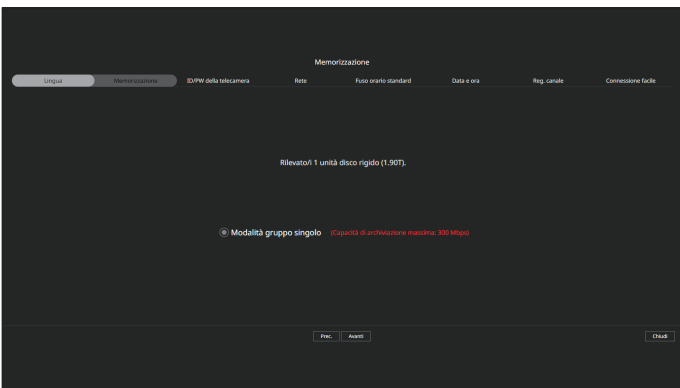 Memorizzazione
Lingua Memorizzazione ID/PW della telecamera Rete Fuso orario standard Data e ora Reg. canale Connessione facile
Rilevato/i 1 unità disco rigido (1.90T).
Modalità gruppo singolo (Capacità di archiviazione massima: 300 Mbps)
Prec. Avanti Chiudi